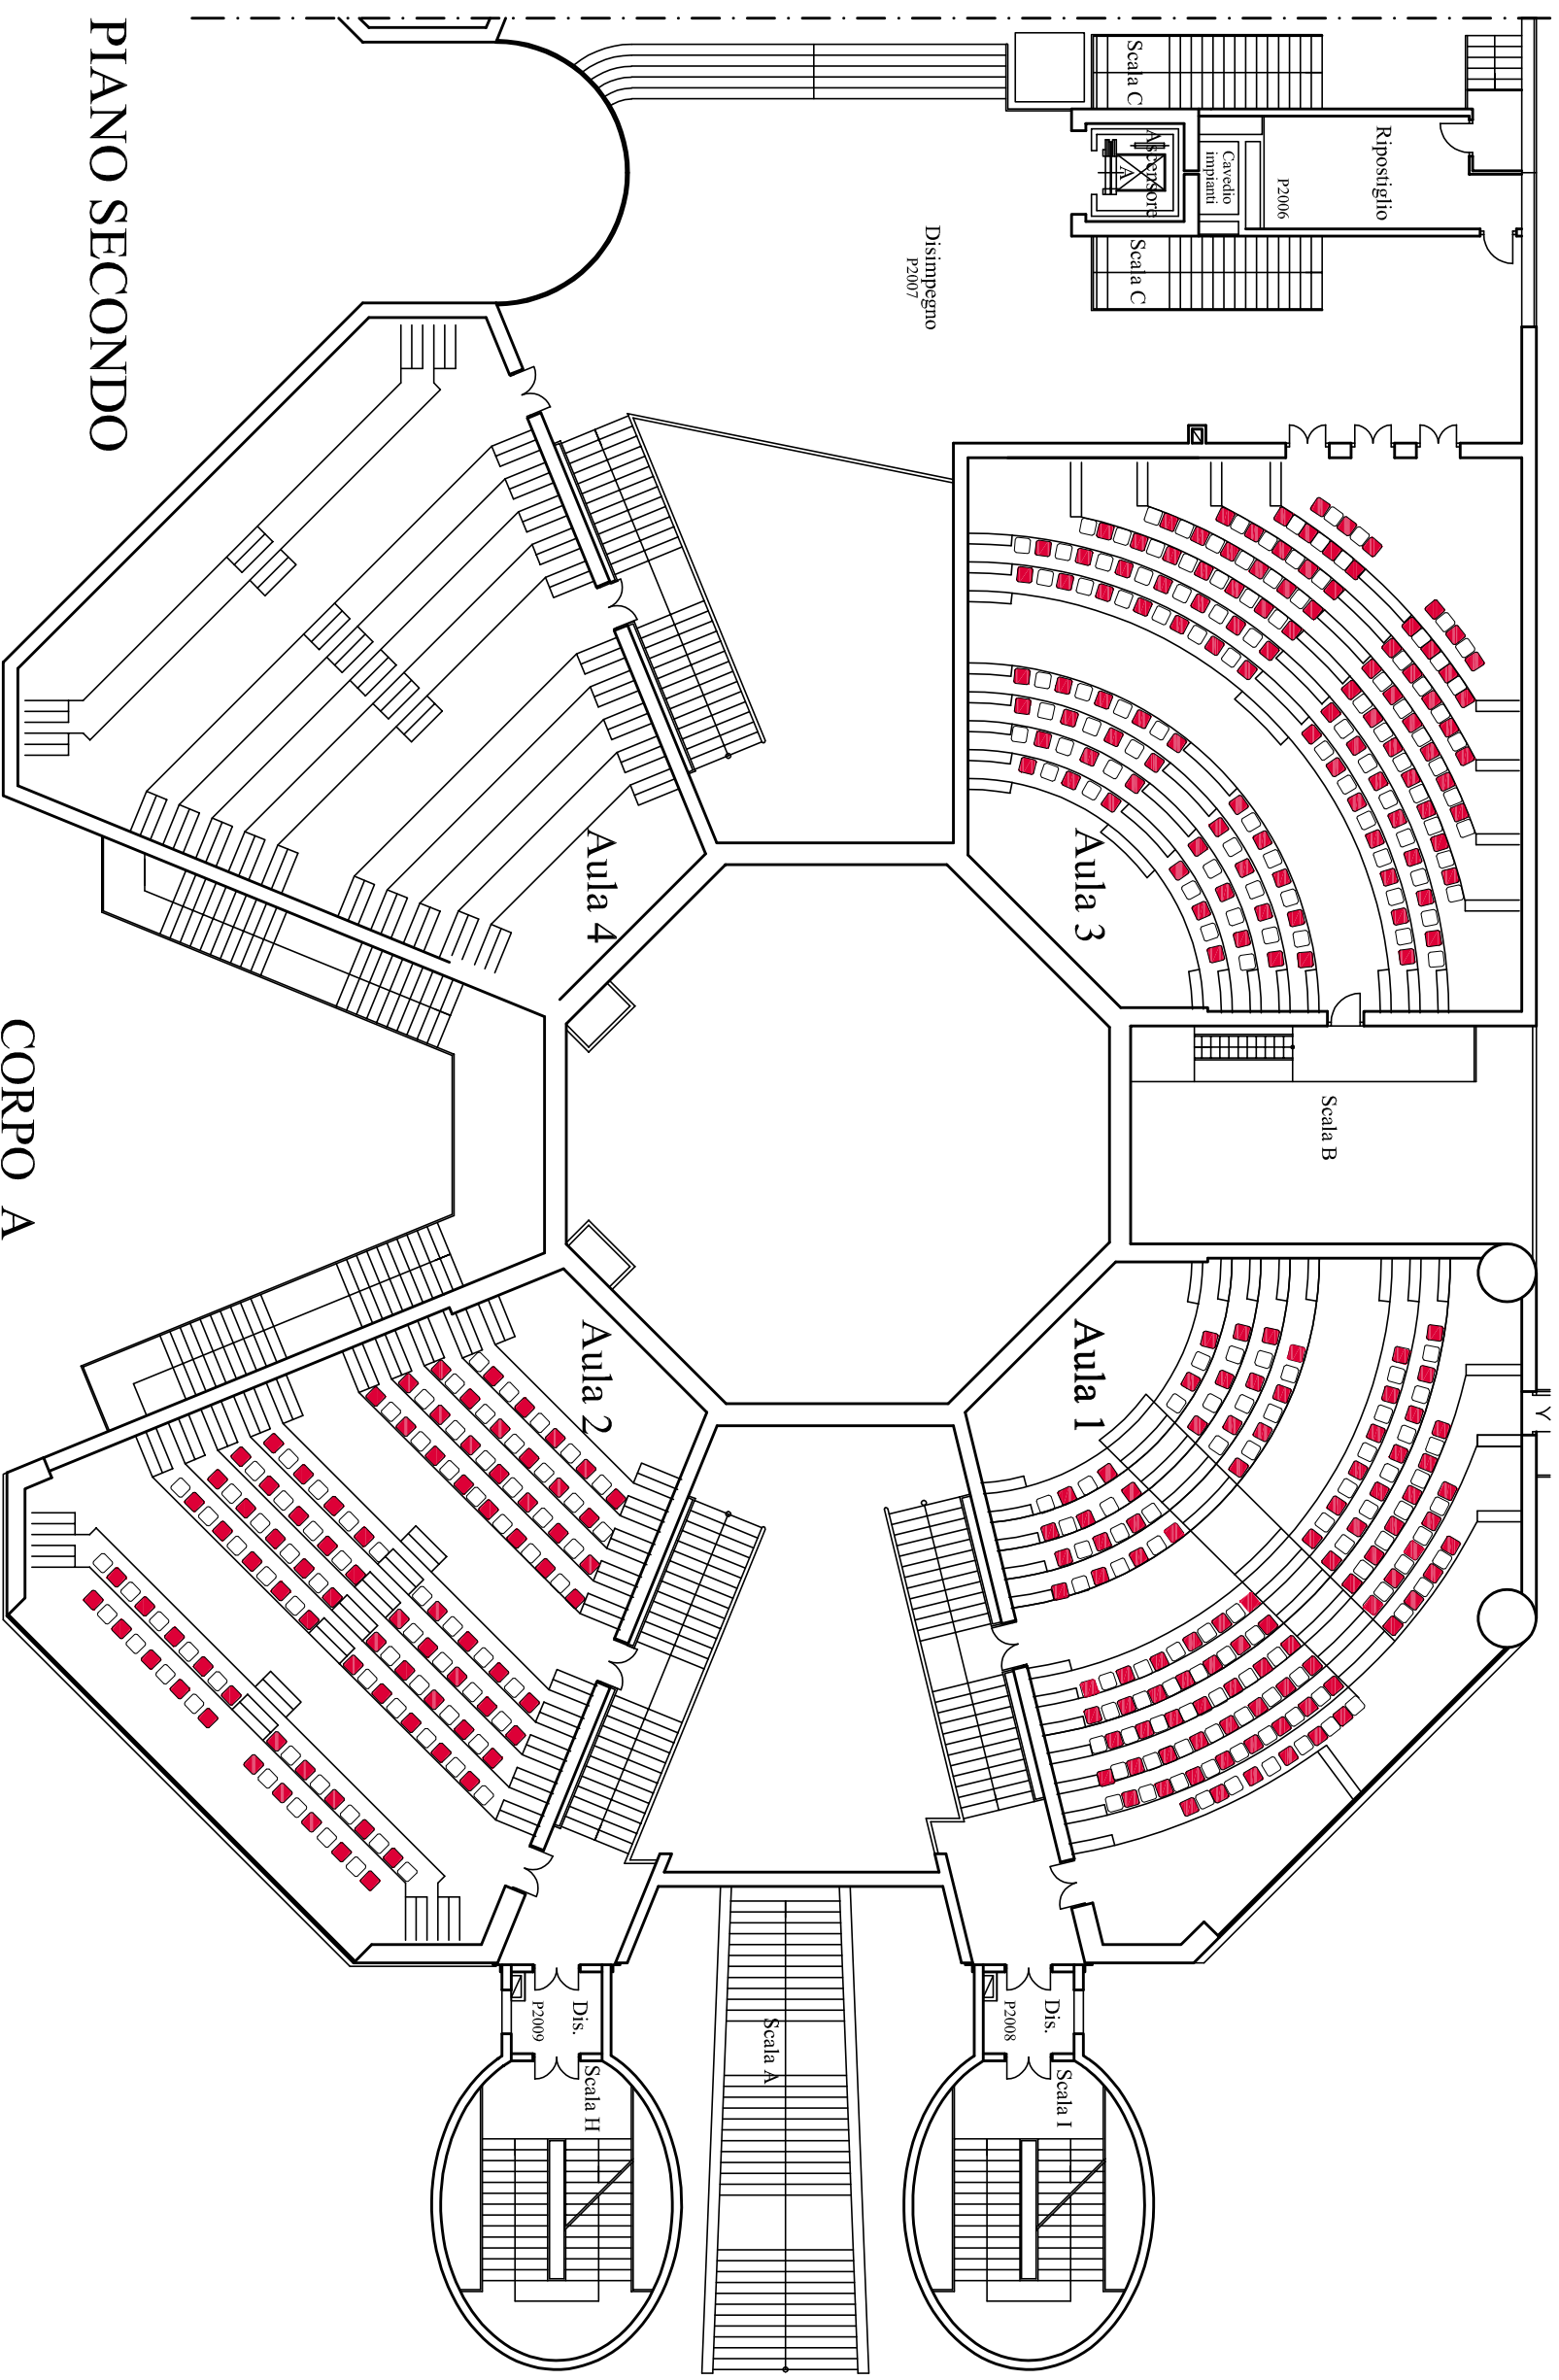 PIANO SECONDO
CORPO A
Scala C
Ascensore
A
Cavedio
impianti
P2006
Ripostiglio
Scala C
Disimpegno
P2007
Aula 3
Aula 4
Scala B
Aula 1
Aula 2
Y
Dis.
P2008
Scala I
Scala A
Dis.
P2009
Scala H